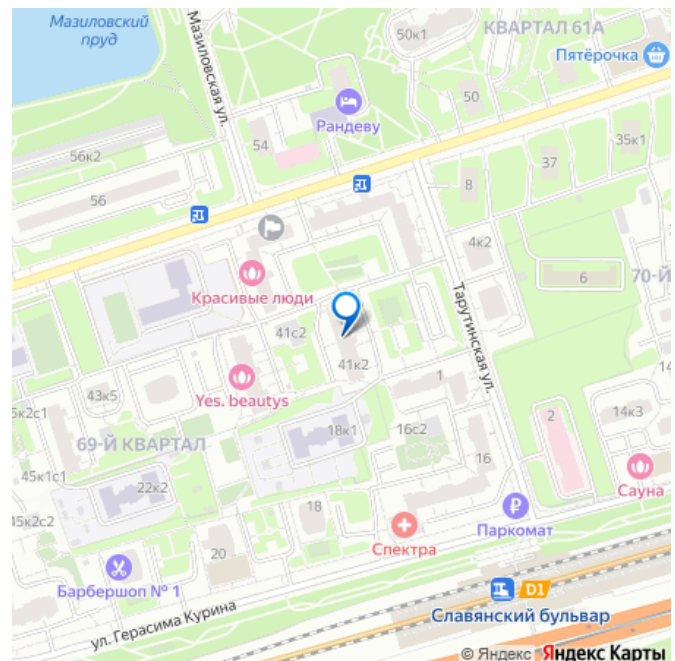 Мазиловский
пруд
Мазиловская ул.
50к1
КВАРТАЛ 61А
Пятёрочка
50
Рандеву
54
35к1
56к2
37
8
56
4к2
6
70-Й
Красивые люди
Тарутинская ул.
41с2
41к2
1
Yes. beautys
43к5
14
5к2с1
18к1
16с2
2
14к3
69-Й КВАРТАЛ
16
45к1с1
22к2
Сауна
18
Паркомат
45к2с2
Спектра
20
Барбершоп № 1
D1
Славянский бульвар
ул. Герасима Курина
© Яндекс Яндекс Карты